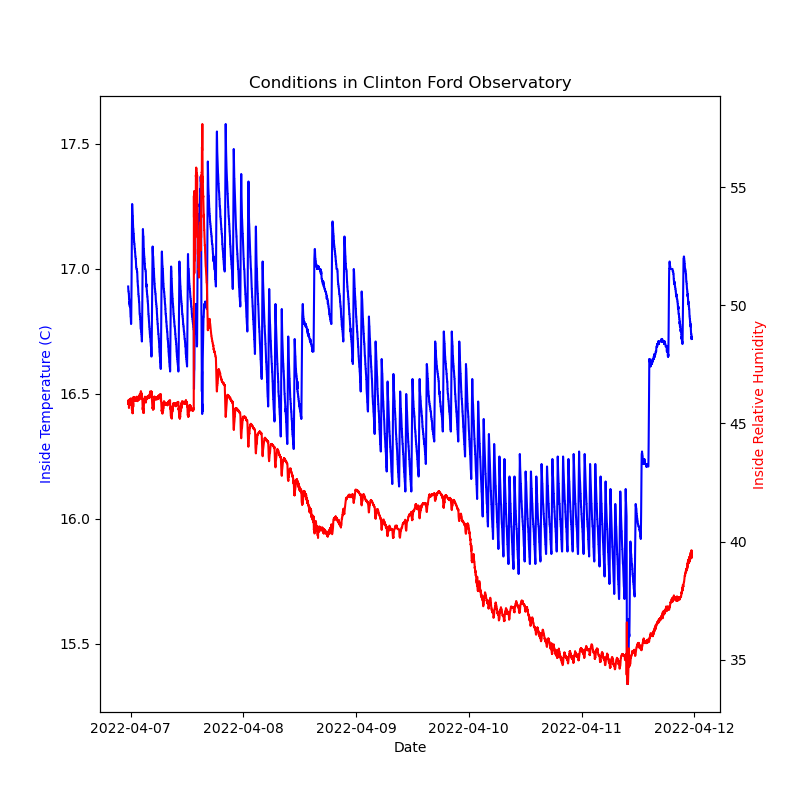 Conditions in Clinton Ford Observatory
17.5
17.0
16.5
16.0
15.5
Inside Temperature (C)
55
50
45
40
35
Inside Relative Humidity
2022-04-07 2022-04-08 2022-04-09 2022-04-10 2022-04-11 2022-04-12
Date